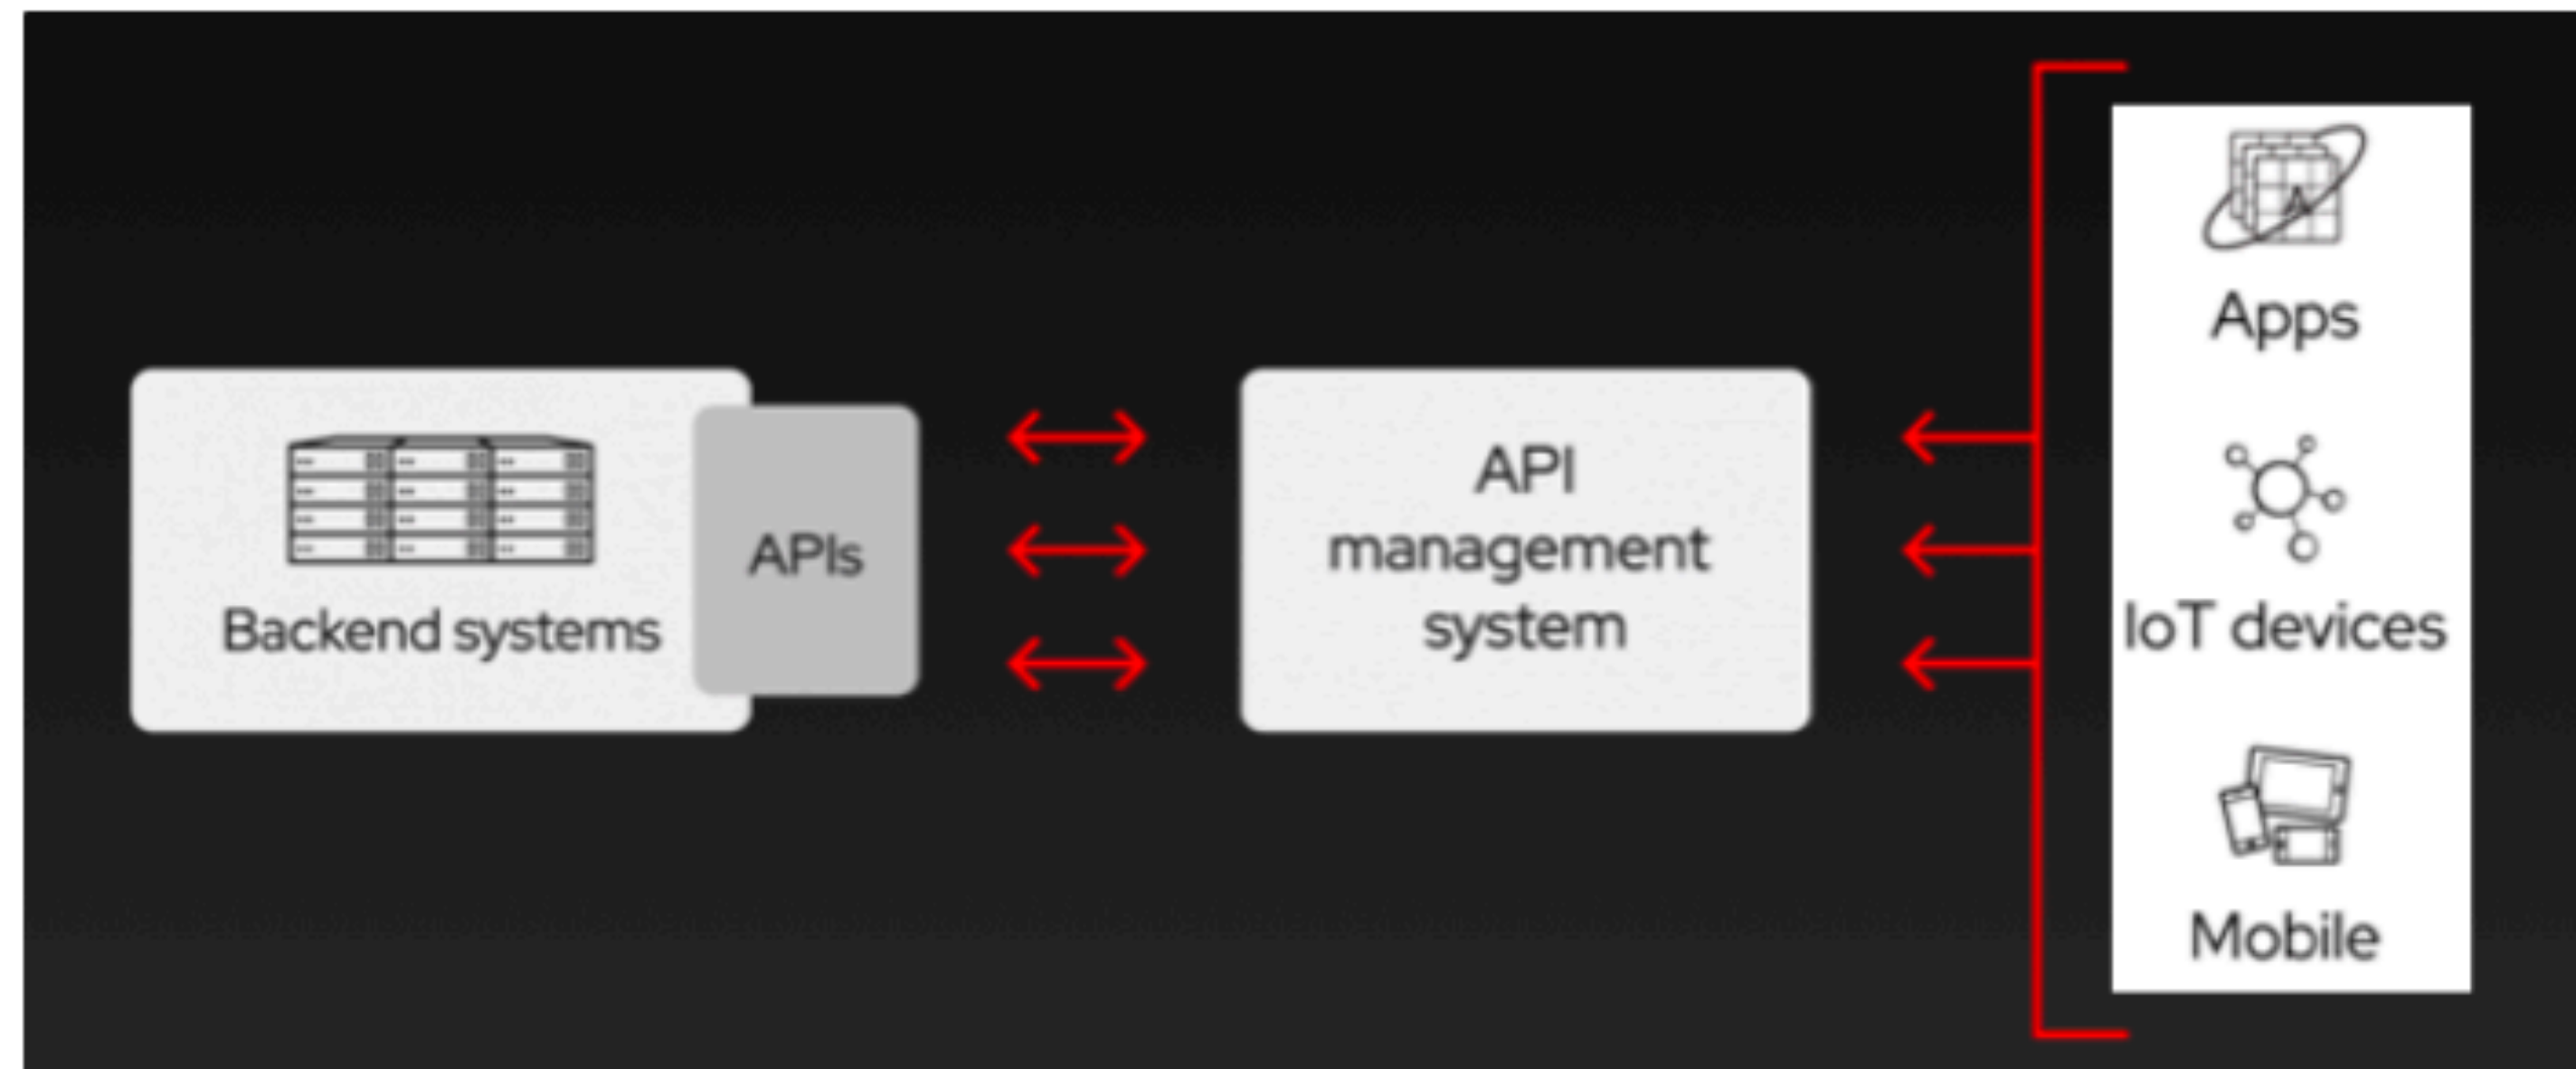 Backend systems
APIs
API
management
system
Apps
IoT devices
Mobile